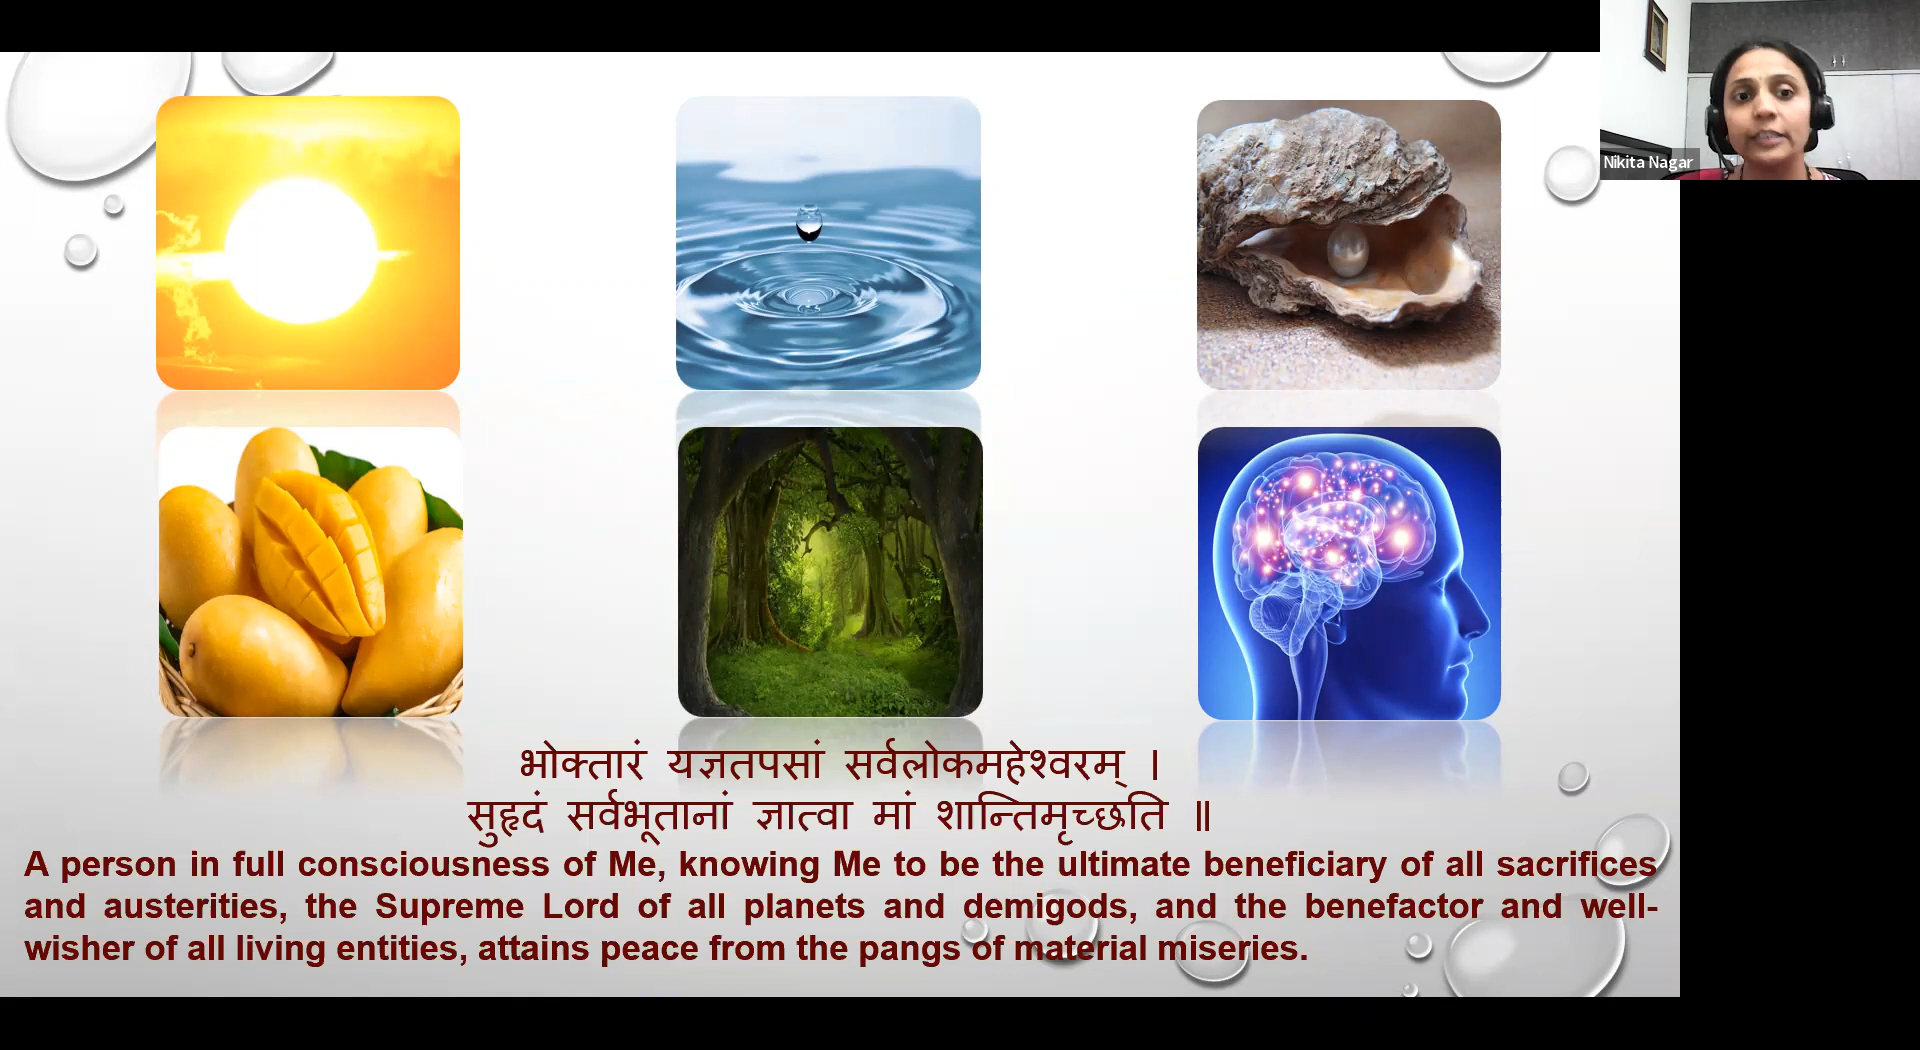 Nikita Nagar
भोक्तारं यज्ञतपसां सर्वलोकमहेश्वरम् ।
सुहृदं सर्वभूतानां ज्ञात्वा मां शान्तिमृच्छति ॥
A person in full consciousness of Me, knowing Me to be the ultimate beneficiary of all sacrifices
and austerities, the Supreme Lord of all planets and demigods, and the benefactor and well-
wisher of all living entities, attains peace from the pangs of material miseries.